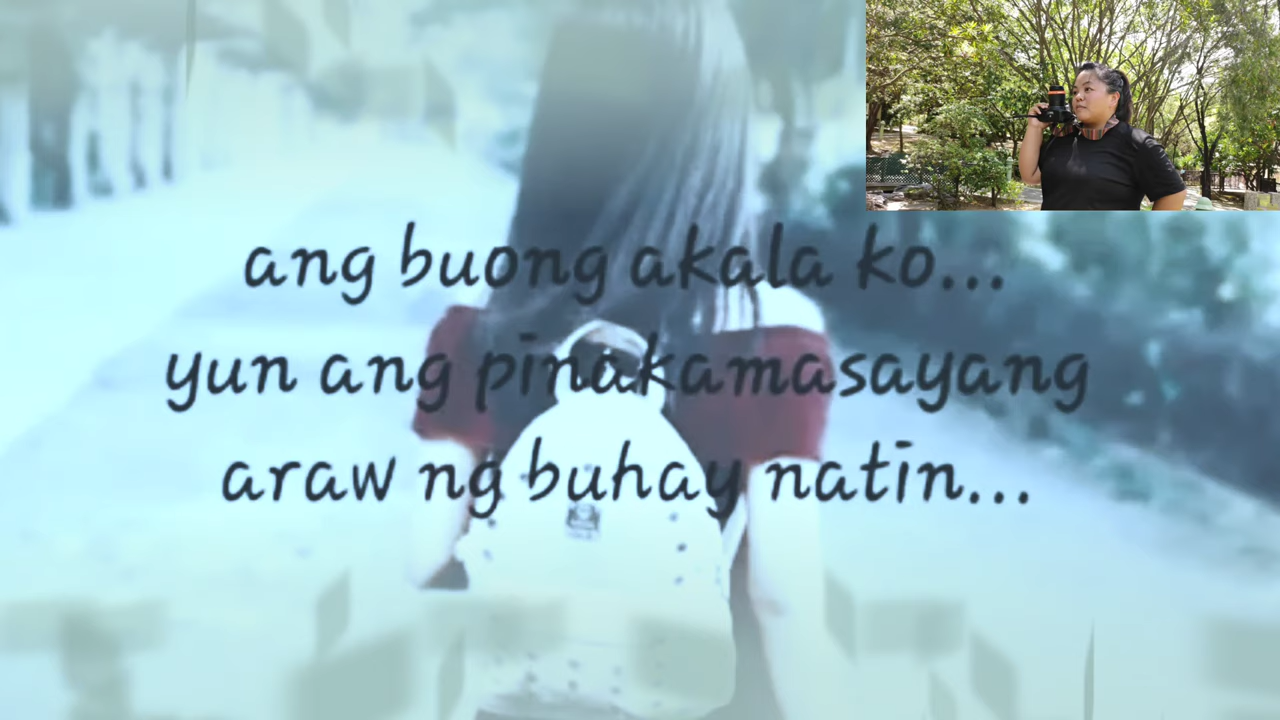 ang buong akala ko...
yun ang pinakamasayang
araw ng buhay natin...